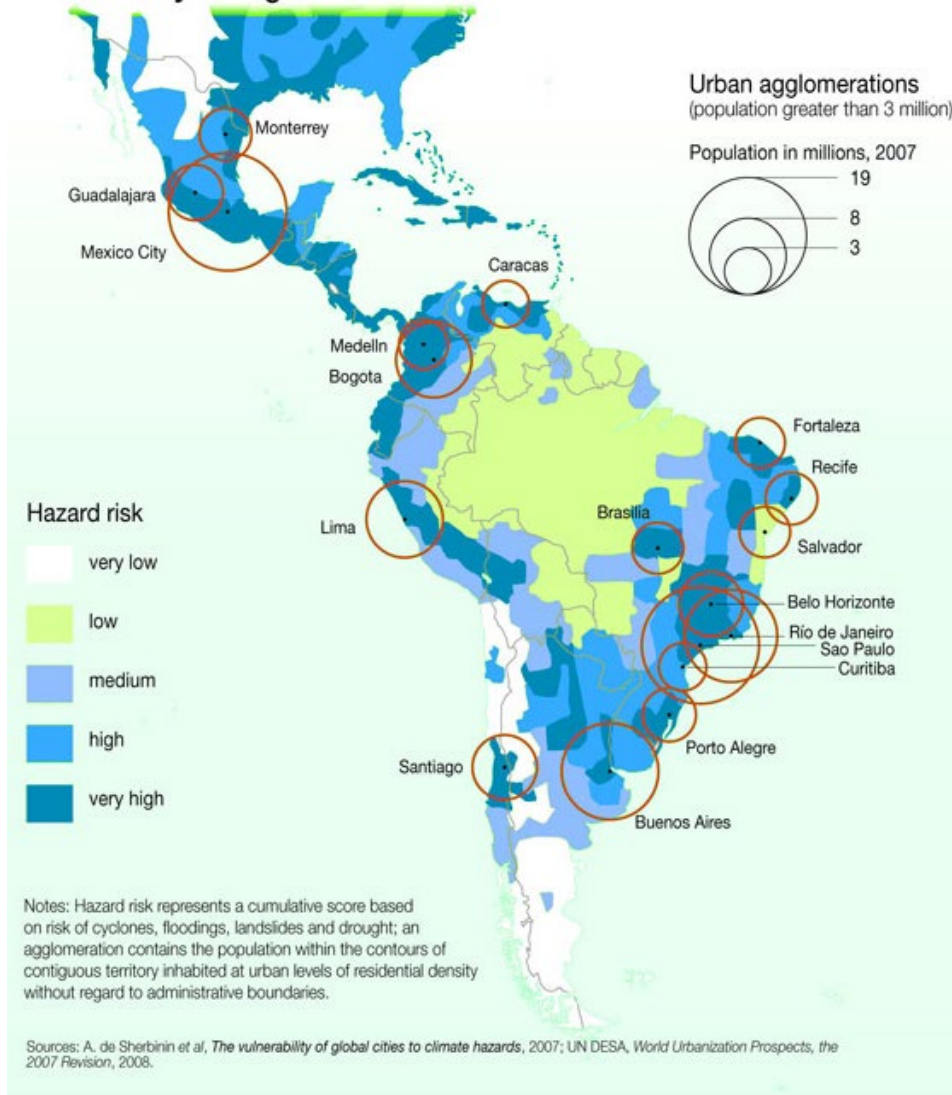 Urban agglomerations
(population greater than 3 million)
Population in millions, 2007
19
8
3
Monterrey
Guadalajara
Mexico City
Caracas
Medelln
Bogota
Fortaleza
Recife
Hazard risk
Lima
Brasilia
Salvador
very low
low
Belo Horizonte
Río de Janeiro
Sao Paulo
Curitiba
medium
high
Porto Alegre
Santiago
very high
Buenos Aires
Notes: Hazard risk represents a cumulative score based
on risk of cyclones, floodings, landslides and drought; an
agglomeration contains the population within the contours of
contiguous territory inhabited at urban levels of residential density
without regard to administrative boundaries.
Sources: A. de Sherbinin et al, The vulnerability of global cities to climate hazards, 2007; UN DESA, World Urbanization Prospects, the
2007 Revision, 2008.